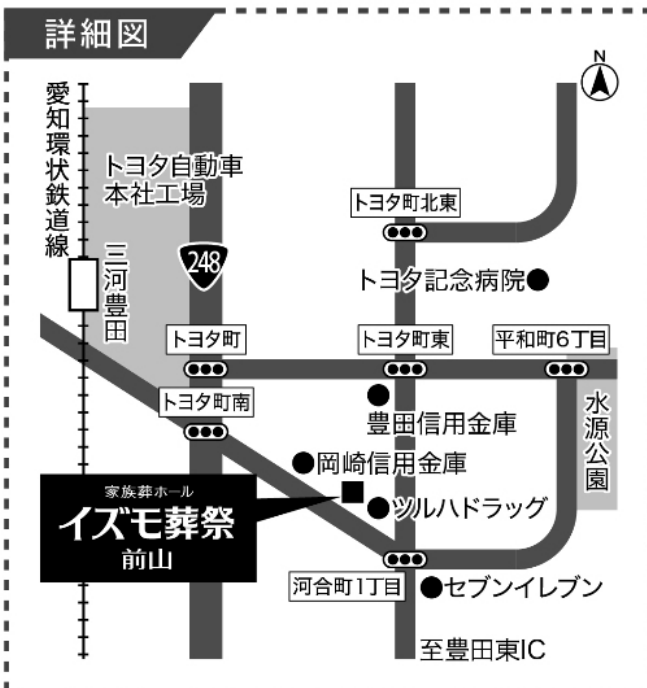 詳細図
N
愛知環状鉄道線
トヨタ自動車
本社工場
トヨタ町北東
三河豊田
248
トヨタ記念病院
トヨタ町
トヨタ町東
平和町6丁目
トヨタ町南
豊田信用金庫
水源公園
岡崎信用金庫
家族葬ホール
イズモ葬祭
前山
ツルハドラッグ
河合町1丁目
セブンイレブン
至豊田東IC